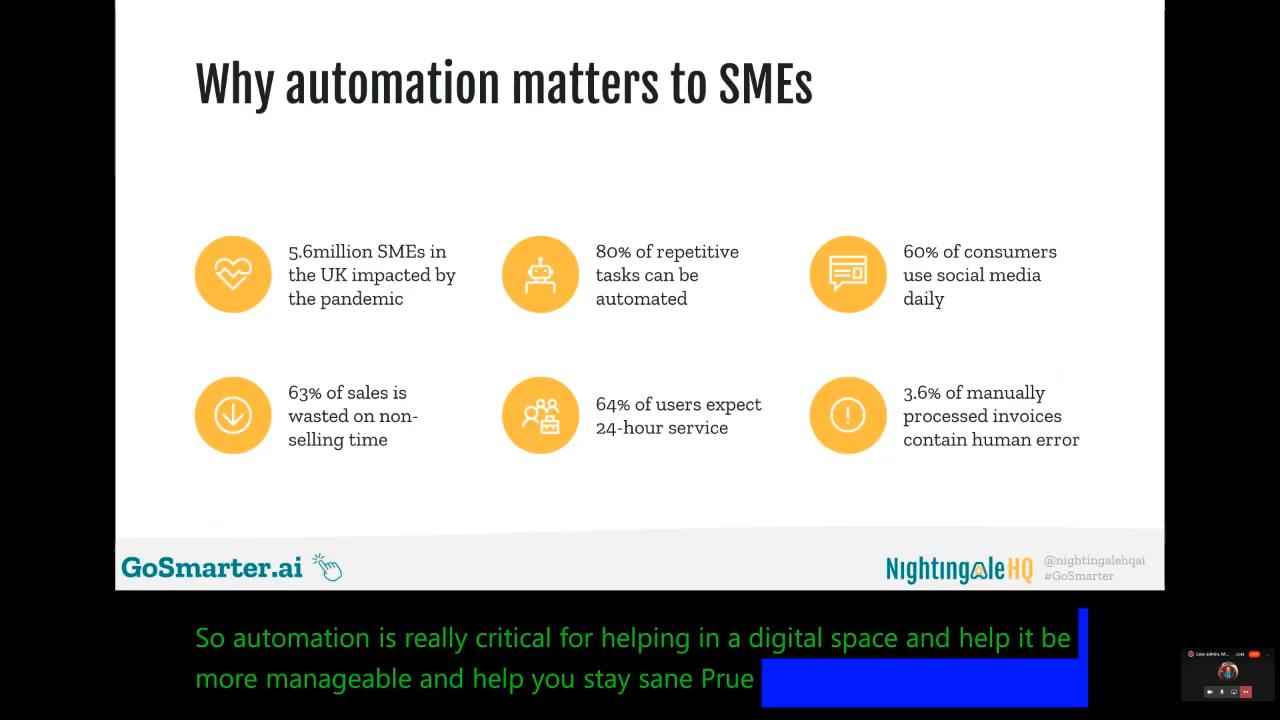 Why automation matters to SMEs
5.6million SMEs in
the UK impacted by
the pandemic
80% of repetitive
tasks can be
automated
60% of consumers
use social media
daily
63% of sales is
wasted on non-
selling time
64% of users expect
24-hour service
3.6% of manually
processed invoices
contain human error
GoSmarter.ai
NightingaleHQ
@nightingalehqai
#GoSmarter
So automation is really critical for helping in a digital space and help it be
more manageable and help you stay sane Prue